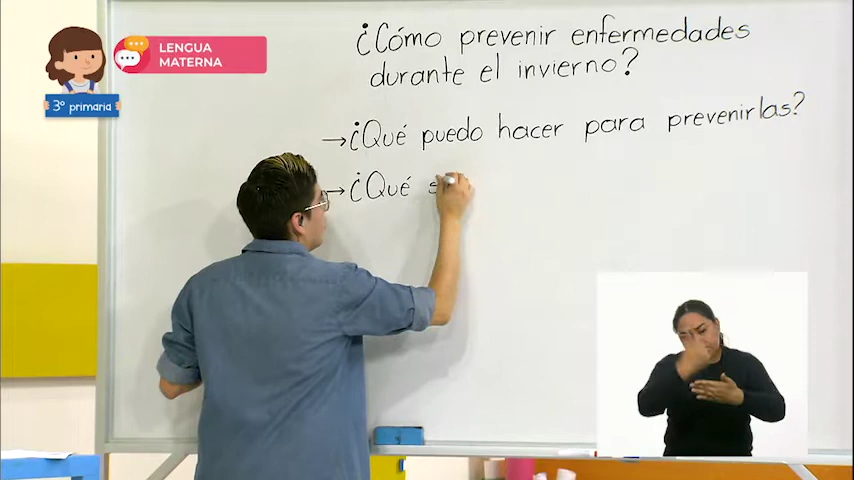 LENGUA
MATERNA
3º primaria
¿Cómo prevenir enfermedades
durante el invierno?
→¿Qué puedo hacer para prevenirlas?
→¿Qué s